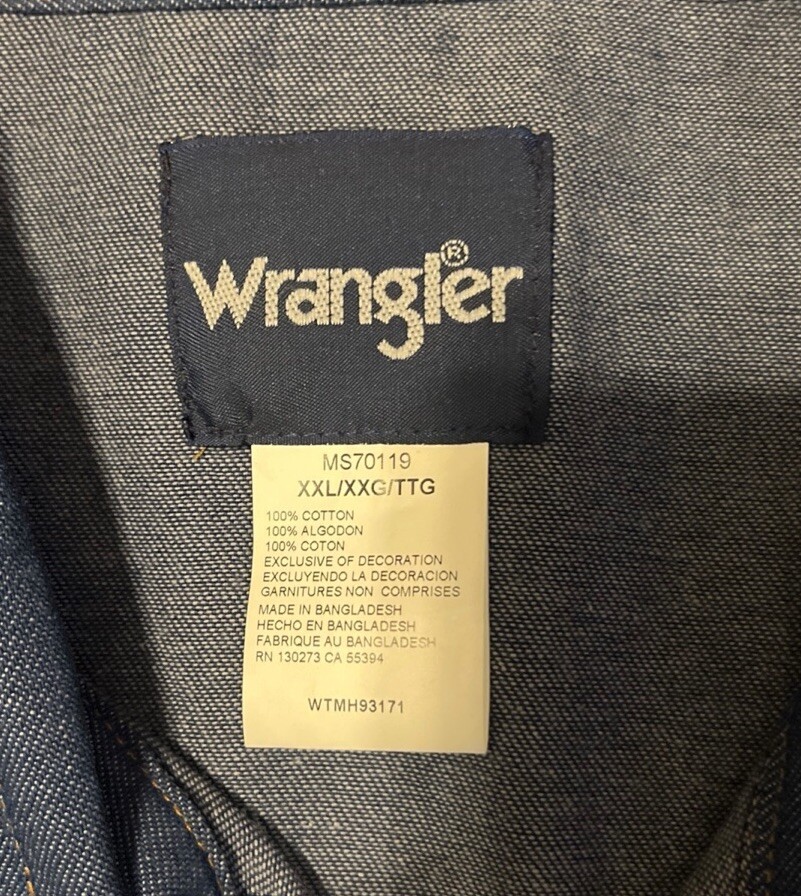 Wrangler®
MS70119
XXL/XXG/TTG
100% COTTON
100% ALGODON
100% COTON
EXCLUSIVE OF DECORATION
EXCLUYENDO LA DECORACION
GARNITURES NON COMPRISES
MADE IN BANGLADESH
HECHO EN BANGLADESH
FABRIQUE AU BANGLADESH
RN 130273 CA 55394
WTMH93171